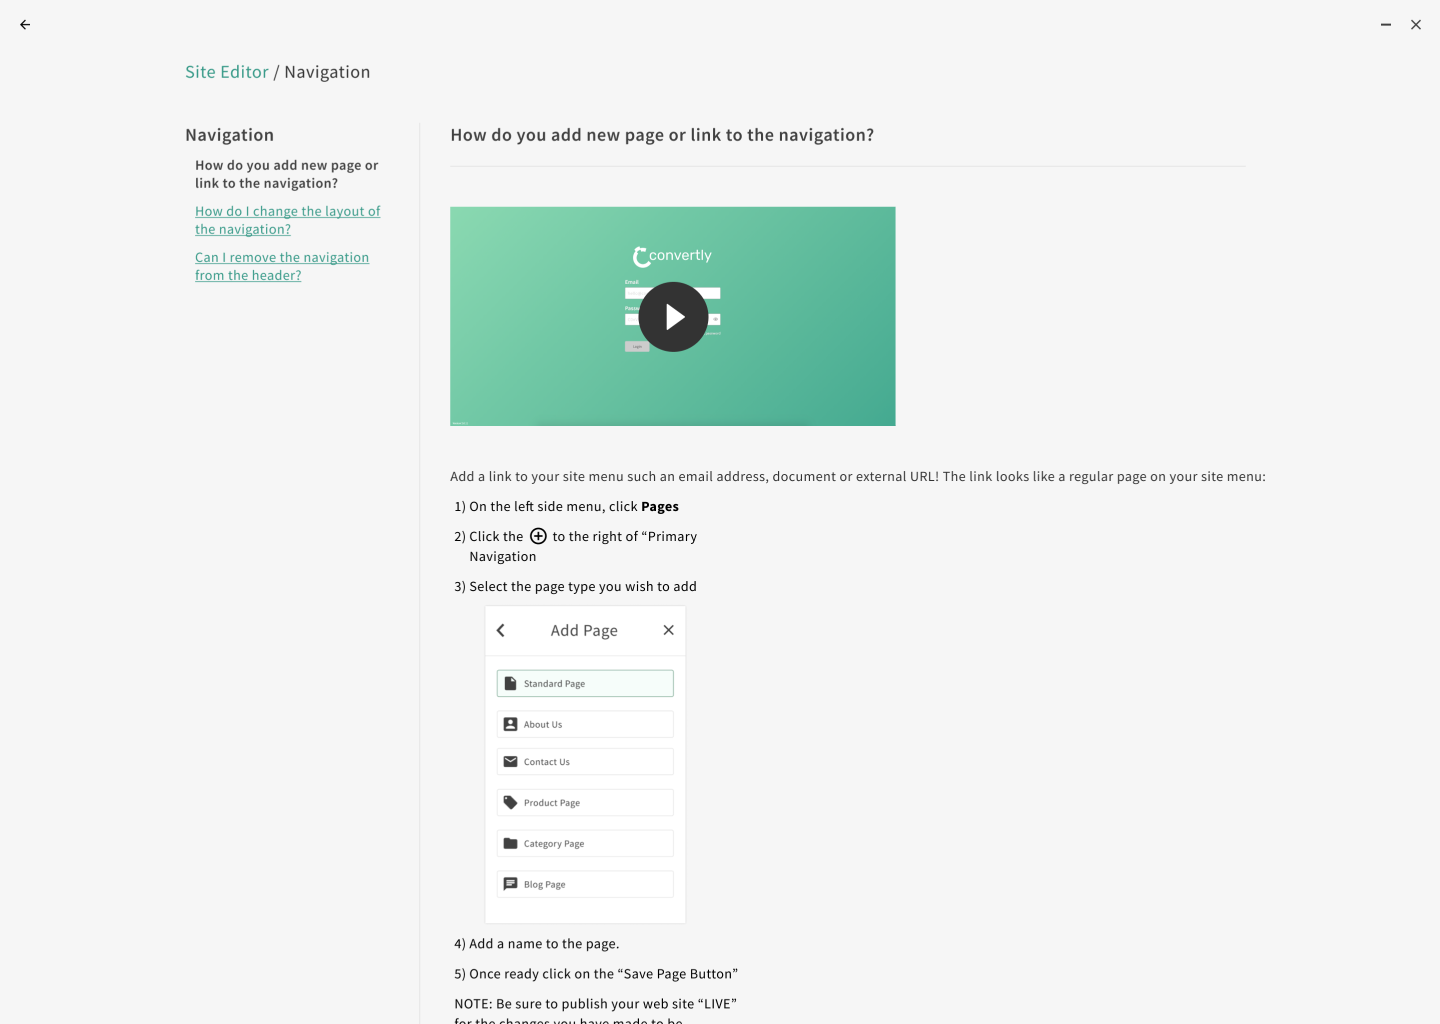 Site Editor / Navigation
Navigation
How do you add new page or
link to the navigation?
How do I change the layout of
the navigation?
Can I remove the navigation
from the header?
How do you add new page or link to the navigation?
convertly
Email
Login
Add a link to your site menu such an email address, document or external URL! The link looks like a regular page on your site menu:
1) On the left side menu, click Pages
2) Click the to the right of “Primary
Navigation
3) Select the page type you wish to add
Add Page
Standard Page
About Us
Contact Us
Product Page
Category Page
Blog Page
4) Add a name to the page.
5) Once ready click on the “Save Page Button”
NOTE: Be sure to publish your web site “LIVE”
for the changes you have made to be